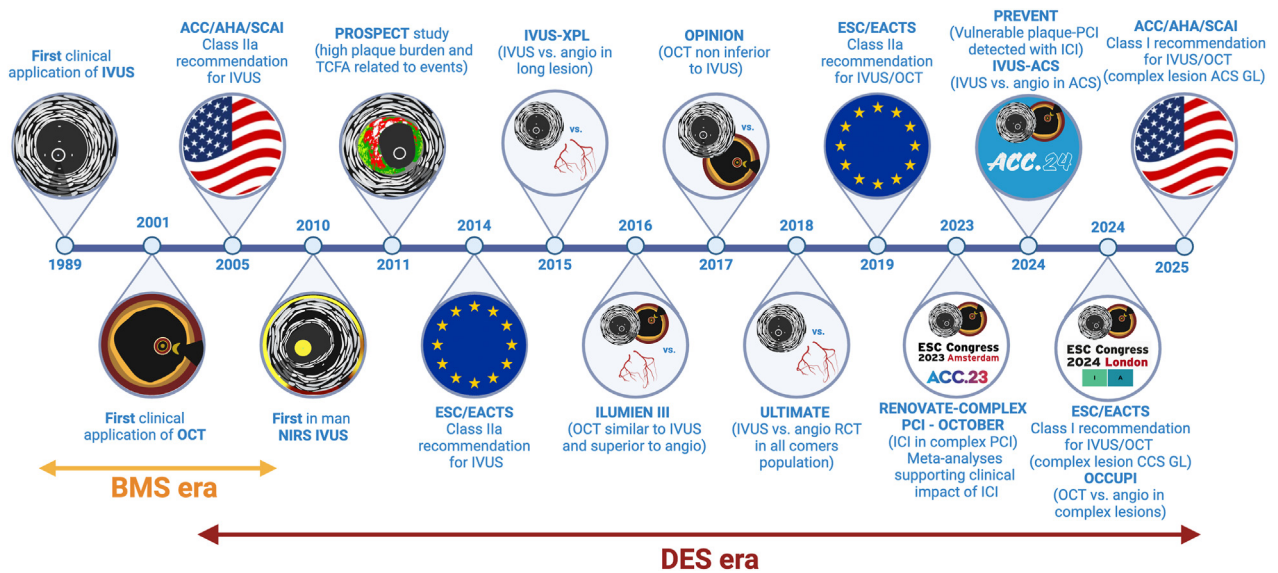 First clinical
application of IVUS
1989
2001
First clinical
application of OCT
ACC/AHA/SCAI
Class IIa
recommendation
for IVUS
2005
2010
First in man
NIRS IVUS
PROSPECT study
(high plaque burden and
TCFA related to events)
2011
2014
ESC/EACTS
Class IIa
recommendation
for IVUS
IVUS-XPL
(IVUS vs. angio in
long lesion)
vs.
2015
2016
vs.
ILUMIEN III
(OCT similar to IVUS
and superior to angio)
OPINION
(OCT non inferior
to IVUS)
vs.
2017
2018
vs.
ULTIMATE
(IVUS vs. angio RCT
in all comers
population)
ESC/EACTS
Class IIa
recommendation
for IVUS/OCT
2019
2023
ESC Congress
2023 Amsterdam
ACC.23
RENOVATE-COMPLEX
PCI - OCTOBER
(ICI in complex PCI)
Meta-analyses
supporting clinical
impact of ICI
PREVENT
(Vulnerable plaque-PCI
detected with ICI)
IVUS-ACS
(IVUS vs. angio in ACS)
ACC.24
2024
2024
ESC Congress
2024 London
I A
ESC/EACTS
Class I recommendation
for IVUS/OCT
(complex lesion CCS GL)
OCCUPI
(OCT vs. angio in
complex lesions)
ACC/AHA/SCAI
Class I recommendation
for IVUS/OCT
(complex lesion ACS GL)
2025
BMS era
DES era